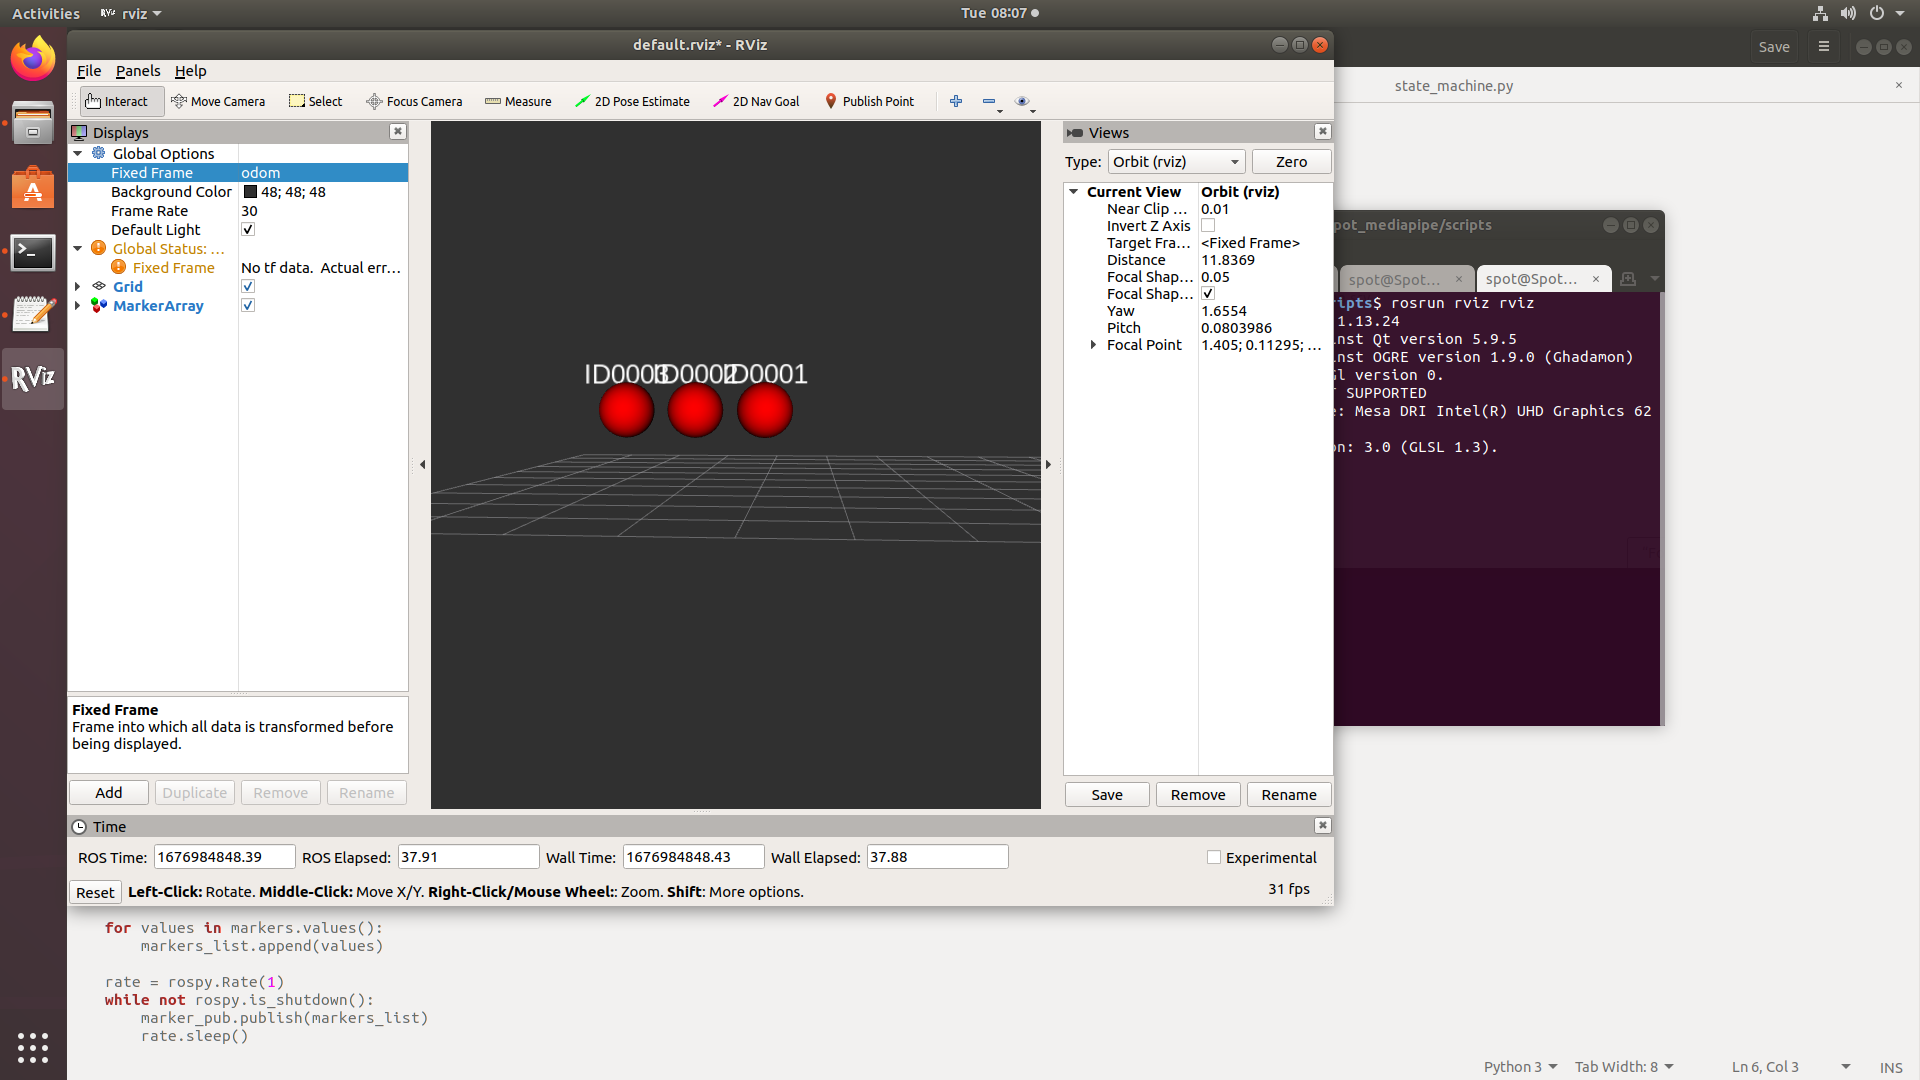 Activities
rviz
Tue 08:07
default.rviz* - RViz
Save
File Panels Help
state_machine.py
Interact Move Camera Select Focus Camera Measure 2D Pose Estimate 2D Nav Goal Publish Point
Displays
Global Options
Fixed Frame odom
Background Color 48; 48; 48
Frame Rate 30
Default Light
Global Status: ...
Fixed Frame No tf data. Actual err...
Grid
MarkerArray
ID0003 ID0002 ID0001
Views
Type: Orbit (rviz) Zero
Current View Orbit (rviz)
Near Clip ... 0.01
Invert Z Axis
Target Fra... <Fixed Frame>
Distance 11.8369
Focal Shap... 0.05
Focal Shap...
Yaw 1.6554
Pitch 0.0803986
Focal Point 1.405; 0.11295; ...
pot_mediapipe/scripts
spot@Spot... spot@Spot...
ipts$ rosrun rviz rviz
1.13.24
nst Qt version 5.9.5
nst OGRE version 1.9.0 (Ghadamon)
l version 0.
T SUPPORTED
e: Mesa DRI Intel(R) UHD Graphics 62
n: 3.0 (GLSL 1.3).
RViz
Fixed Frame
Frame into which all data is transformed before
being displayed.
Add Duplicate Remove Rename
Save Remove Rename
Time
ROS Time: 1676984848.39 ROS Elapsed: 37.91 Wall Time: 1676984848.43 Wall Elapsed: 37.88 Experimental
Reset Left-Click: Rotate. Middle-Click: Move X/Y. Right-Click/Mouse Wheel:: Zoom. Shift: More options. 31 fps
for values in markers.values():
markers_list.append(values)
rate = rospy.Rate(1)
while not rospy.is_shutdown():
marker_pub.publish(markers_list)
rate.sleep()
Python 3 Tab Width: 8 Ln 6, Col 3 INS